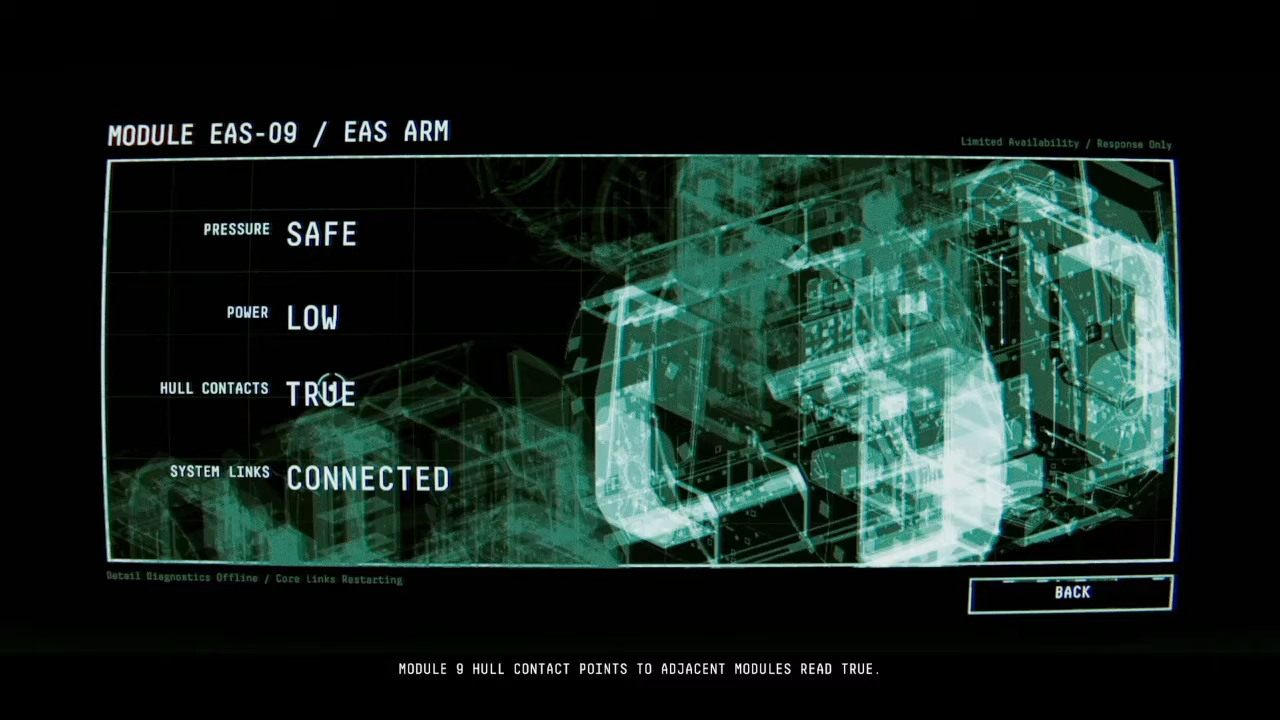 MODULE EAS-09 / EAS ARM
Limited Availability / Response Only
PRESSURE SAFE
POWER LOW
HULL CONTACTS TRUE
SYSTEM LINKS CONNECTED
Detail Diagnostics Offline / Core Links Restarting
BACK
MODULE 9 HULL CONTACT POINTS TO ADJACENT MODULES READ TRUE.